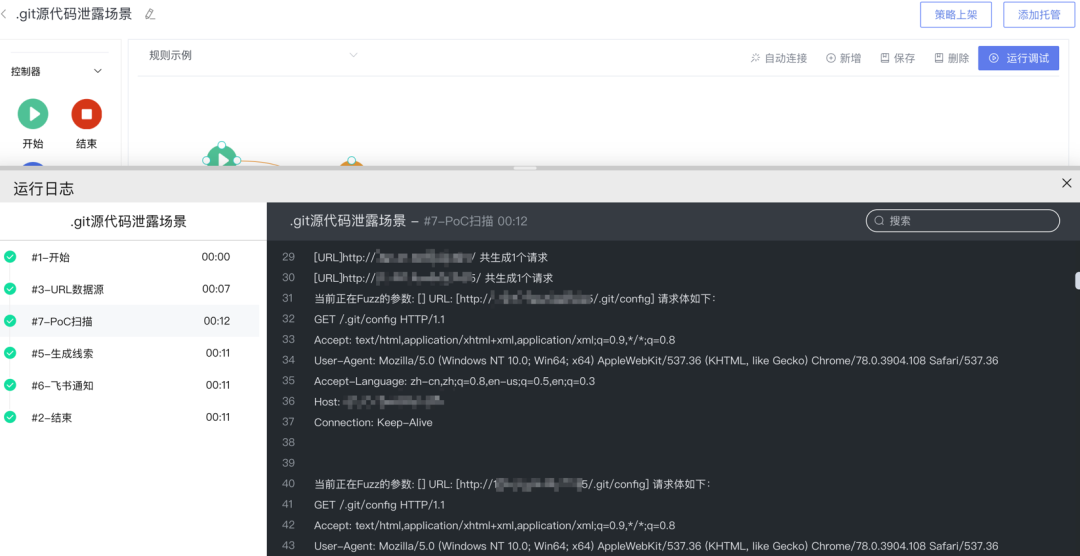 .git源代码泄露场景
策略上架
添加托管
控制器
规则示例
自动连接
新增
保存
删除
运行调试
开始
结束
运行日志
.git源代码泄露场景
.git源代码泄露场景 – #7–PoC扫描 00:12
搜索
#1–开始 00:00
#3–URL数据源 00:07
#7–PoC扫描 00:12
#5–生成线索 00:11
#6–飞书通知 00:11
#2–结束 00:11
29 [URL]http:// / 共生成1个请求
30 [URL]http:// 5/ 共生成1个请求
31 当前正在Fuzz的参数: [] URL: [http:// 5/.git/config] 请求体如下：
32 GET /.git/config HTTP/1.1
33 Accept: text/html,application/xhtml+xml,application/xml;q=0.9,*/*;q=0.8
34 User–Agent: Mozilla/5.0 (Windows NT 10.0; Win64; x64) AppleWebKit/537.36 (KHTML, like Gecko) Chrome/78.0.3904.108 Safari/537.36
35 Accept–Language: zh–cn,zh;q=0.8,en–us;q=0.5,en;q=0.3
36 Host:
37 Connection: Keep–Alive
38
39
40 当前正在Fuzz的参数: [] URL: [http://1 5/.git/config] 请求体如下：
41 GET /.git/config HTTP/1.1
42 Accept: text/html,application/xhtml+xml,application/xml;q=0.9,*/*;q=0.8
43 User–Agent: Mozilla/5.0 (Windows NT 10.0; Win64; x64) AppleWebKit/537.36 (KHTML, like Gecko) Chrome/78.0.3904.108 Safari/537.36